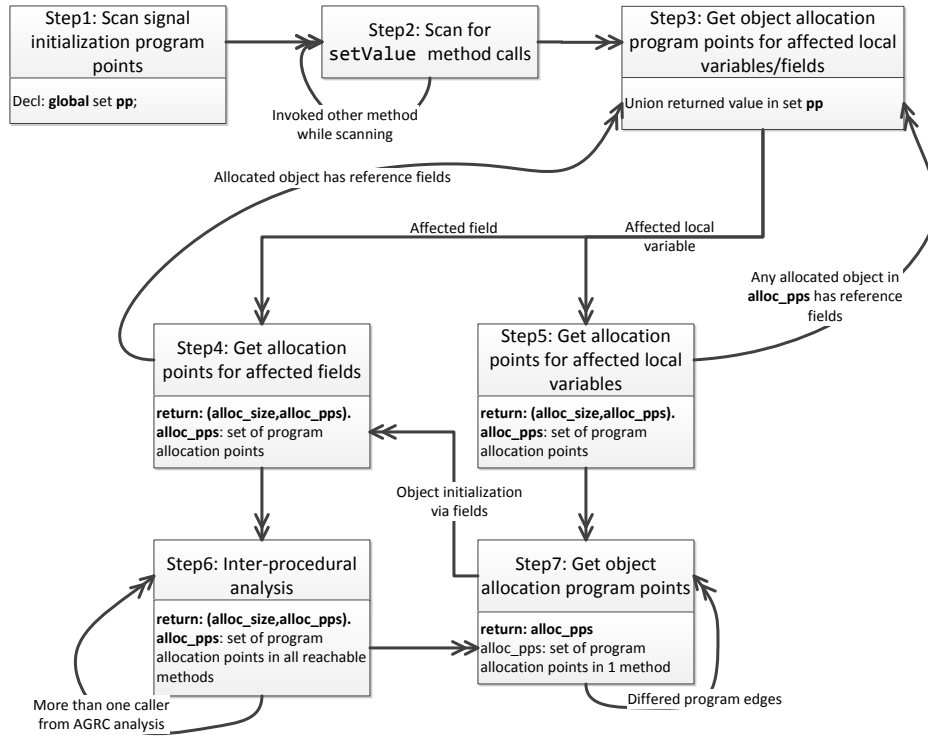 Step1: Scan signal
initialization program
points
Decl: global set pp;
Step2: Scan for
setValue method calls
Invoked other method
while scanning
Step3: Get object allocation
program points for affected local
variables/fields
Union returned value in set pp
Allocated object has reference fields
Affected field
Affected local
variable
Any allocated object in
alloc_pps has reference
fields
Step4: Get allocation
points for affected fields
return: (alloc_size,alloc_pps).
alloc_pps: set of program
allocation points
Step5: Get allocation
points for affected local
variables
return: (alloc_size,alloc_pps).
alloc_pps: set of program
allocation points
Object initialization
via fields
Step6: Inter-procedural
analysis
return: (alloc_size,alloc_pps).
alloc_pps: set of program
allocation points in all reachable
methods
Step7: Get object
allocation program points
return: alloc_pps
alloc_pps: set of program
allocation points in 1 method
More than one caller
from AGRC analysis
Differed program edges